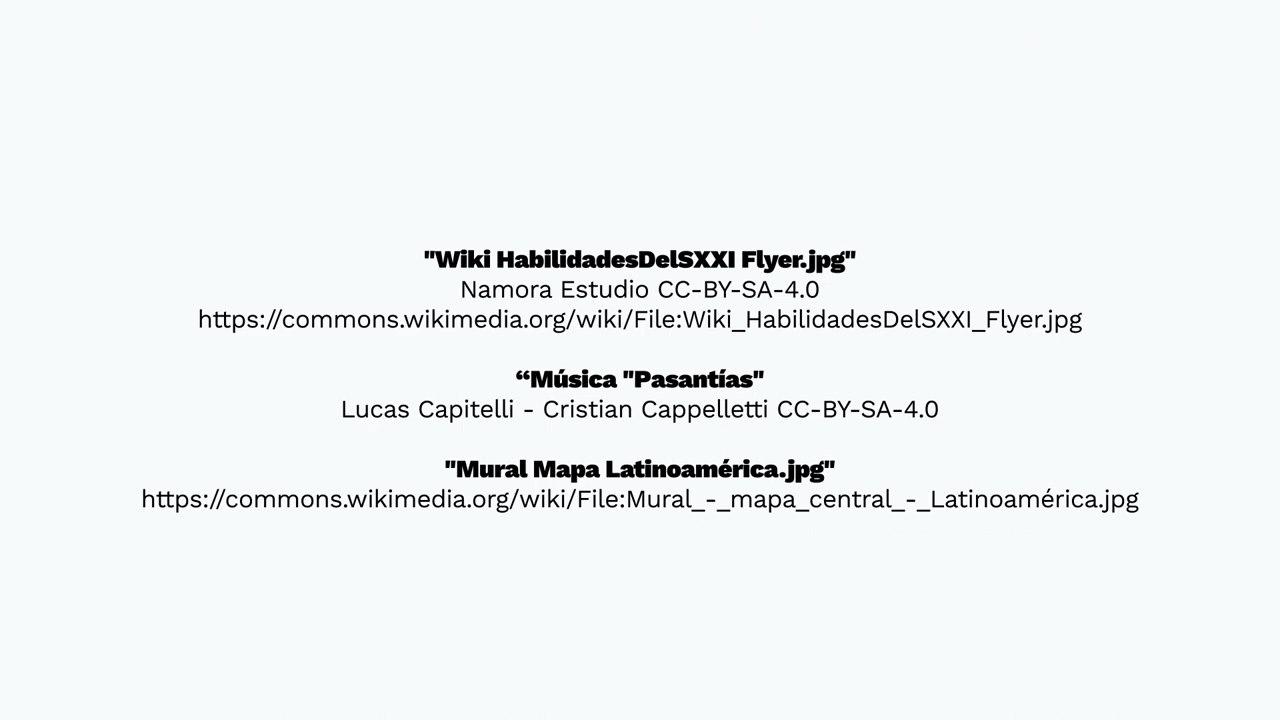 "Wiki HabilidadesDelSXXI Flyer.jpg"
Namora Estudio CC-BY-SA-4.0
https://commons.wikimedia.org/wiki/File:Wiki_HabilidadesDelSXXI_Flyer.jpg
“Música "Pasantías"
Lucas Capitelli - Cristian Cappelletti CC-BY-SA-4.0
"Mural Mapa Latinoamérica.jpg"
https://commons.wikimedia.org/wiki/File:Mural_-_mapa_central_-_Latinoamérica.jpg